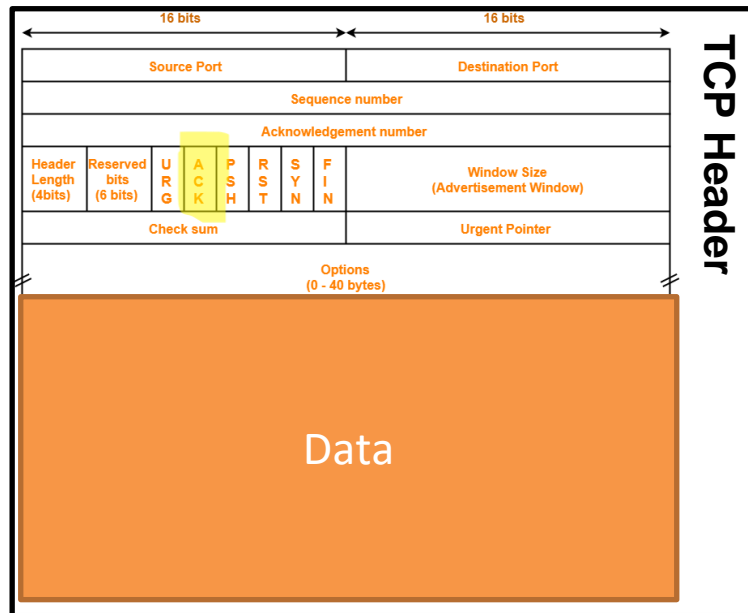 16 bits
16 bits
Source Port
Destination Port
Sequence number
Acknowledgement number
Header
Length
(4bits)
Reserved
bits
(6 bits)
U
R
G
A
C
K
P
S
H
R
S
T
S
Y
N
F
I
N
Window Size
(Advertisement Window)
Check sum
Urgent Pointer
Options
(0 - 40 bytes)
Data
TCP Header